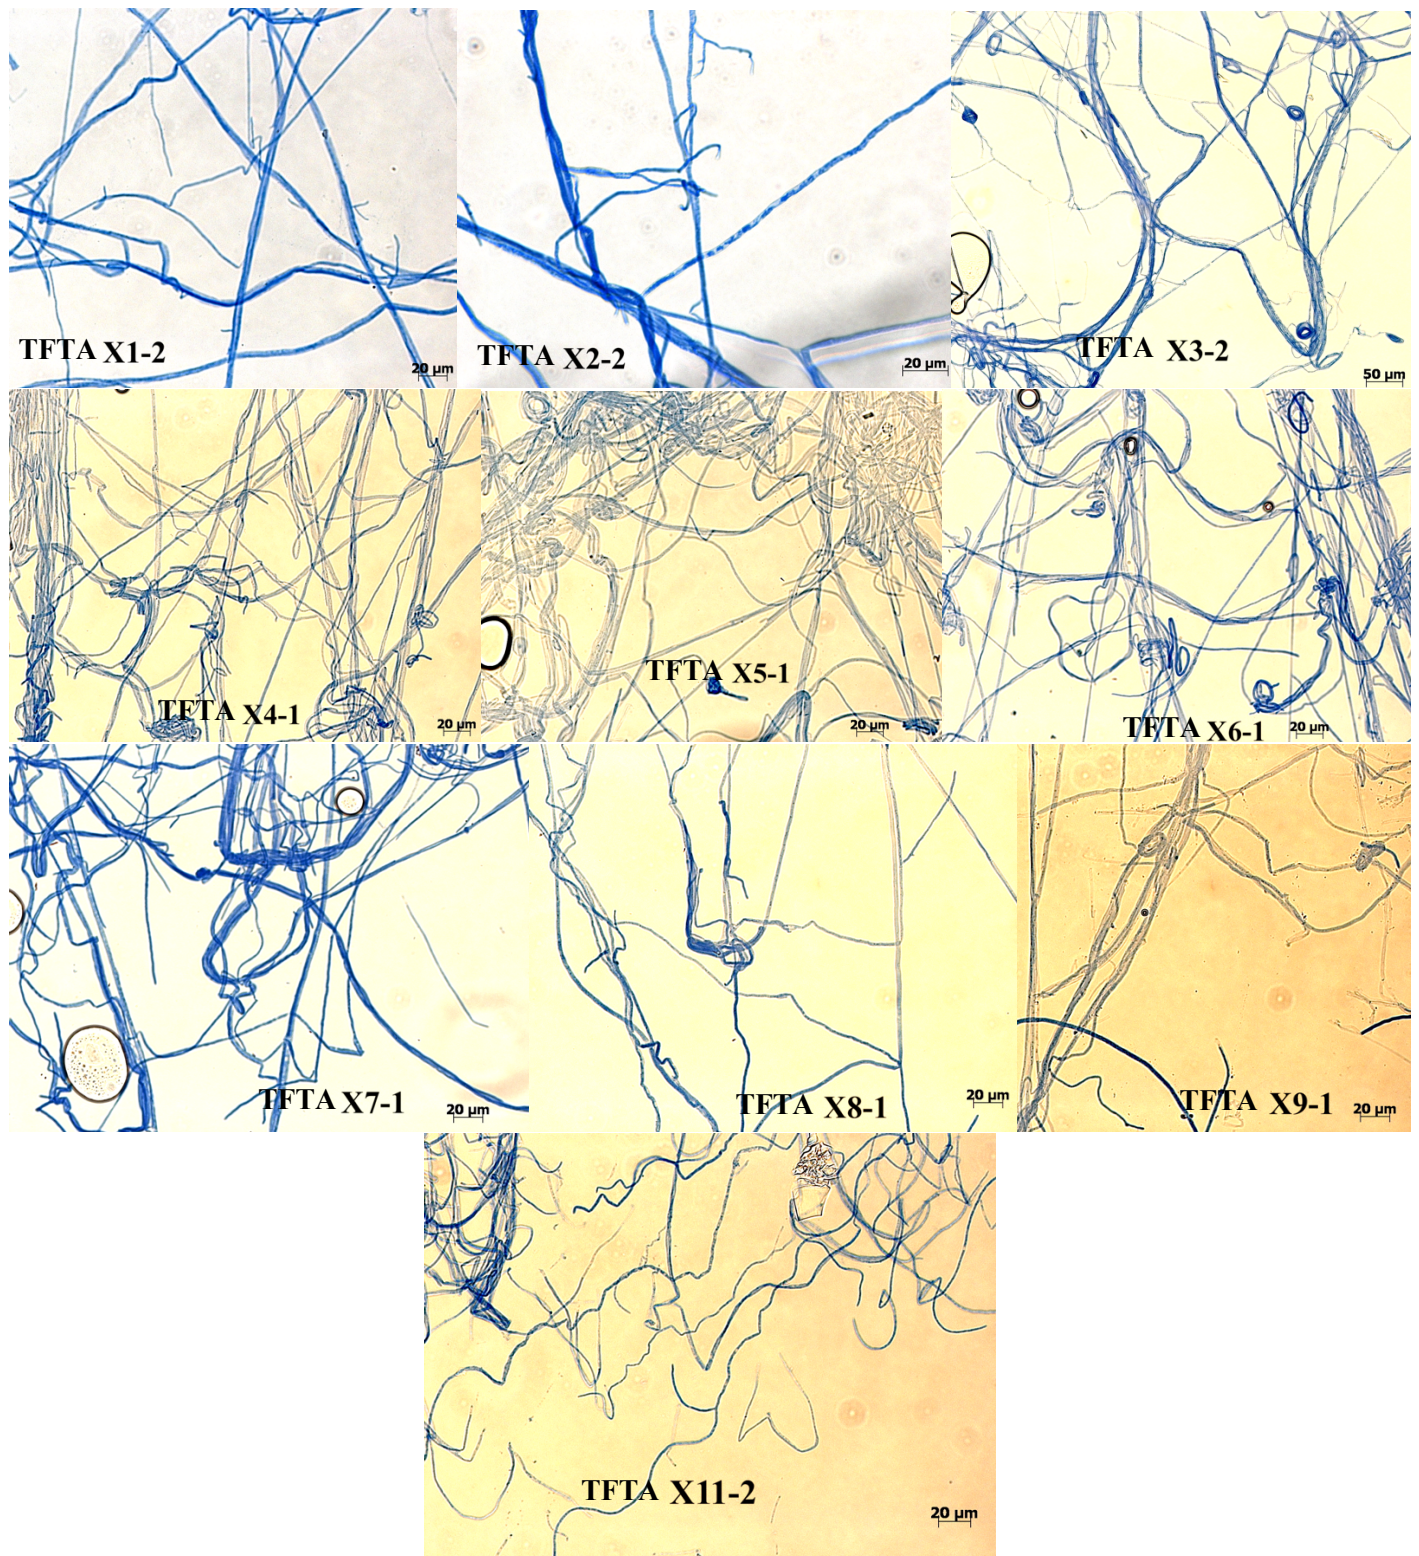 TFTA X1-2
20 µm
TFTA X2-2
20 µm
TFTA X3-2
50 µm
TFTA X4-1
20 µm
TFTA X5-1
20 µm
TFTA X6-1
20 µm
TFTA X7-1
20 µm
TFTA X8-1
20 µm
TFTA X9-1
20 µm
TFTA X11-2
20 µm